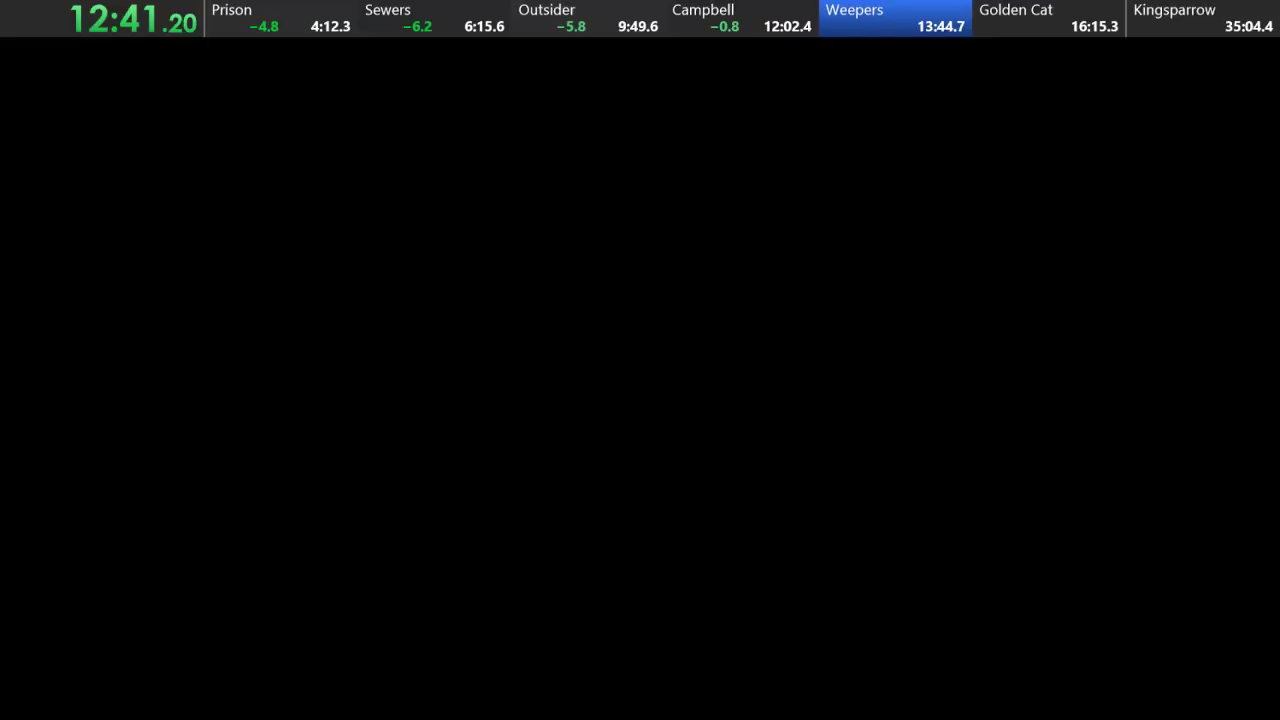 12:41.20
Prison
−4.8 4:12.3
Sewers
−6.2 6:15.6
Outsider
−5.8 9:49.6
Campbell
−0.8 12:02.4
Weepers
13:44.7
Golden Cat
16:15.3
Kingsparrow
35:04.4